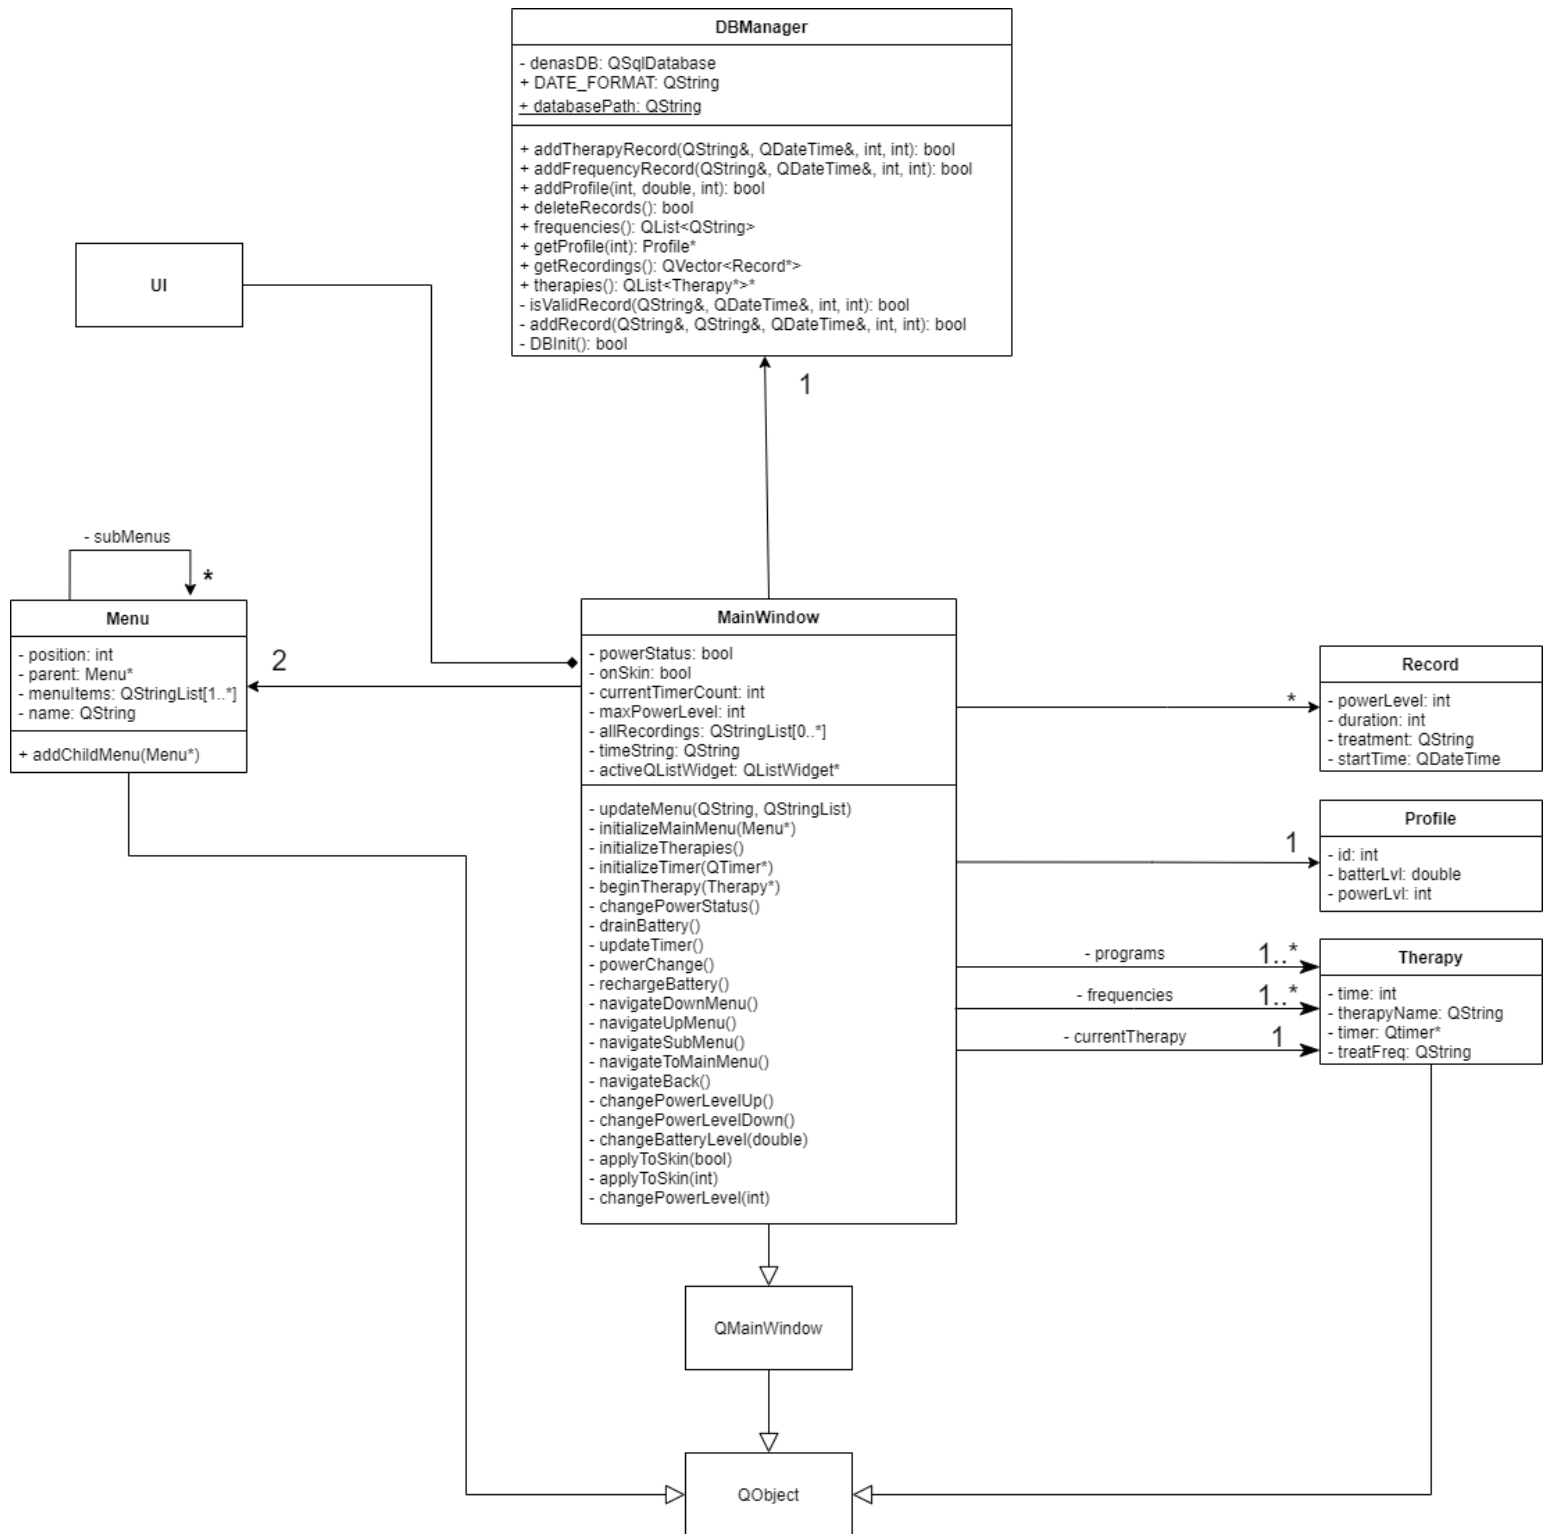 DBManager
- denasDB: QSqlDatabase
+ DATE_FORMAT: QString
+ databasePath: QString
+ addTherapyRecord(QString&, QDateTime&, int, int): bool
+ addFrequencyRecord(QString&, QDateTime&, int, int): bool
+ addProfile(int, double, int): bool
+ deleteRecords(): bool
+ frequencies(): QList<QString>
+ getProfile(int): Profile*
+ getRecordings(): QVector<Record*>
+ therapies(): QList<Therapy*>*
- isValidRecord(QString&, QDateTime&, int, int): bool
- addRecord(QString&, QString&, QDateTime&, int, int): bool
- DBInit(): bool
UI
1
- subMenus
*
Menu
- position: int
- parent: Menu*
- menuItems: QStringList[1..*]
- name: QString
+ addChildMenu(Menu*)
2
MainWindow
- powerStatus: bool
- onSkin: bool
- currentTimerCount: int
- maxPowerLevel: int
- allRecordings: QStringList[0..*]
- timeString: QString
- activeQListWidget: QListWidget*
- updateMenu(QString, QStringList)
- initializeMainMenu(Menu*)
- initializeTherapies()
- initializeTimer(QTimer*)
- beginTherapy(Therapy*)
- changePowerStatus()
- drainBattery()
- updateTimer()
- powerChange()
- rechargeBattery()
- navigateDownMenu()
- navigateUpMenu()
- navigateSubMenu()
- navigateToMainMenu()
- navigateBack()
- changePowerLevelUp()
- changePowerLevelDown()
- changeBatteryLevel(double)
- applyToSkin(bool)
- applyToSkin(int)
- changePowerLevel(int)
*
Record
- powerLevel: int
- duration: int
- treatment: QString
- startTime: QDateTime
1
Profile
- id: int
- batterLvl: double
- powerLvl: int
- programs
1..*
- frequencies
1..*
- currentTherapy
1
Therapy
- time: int
- therapyName: QString
- timer: Qtimer*
- treatFreq: QString
QMainWindow
QObject